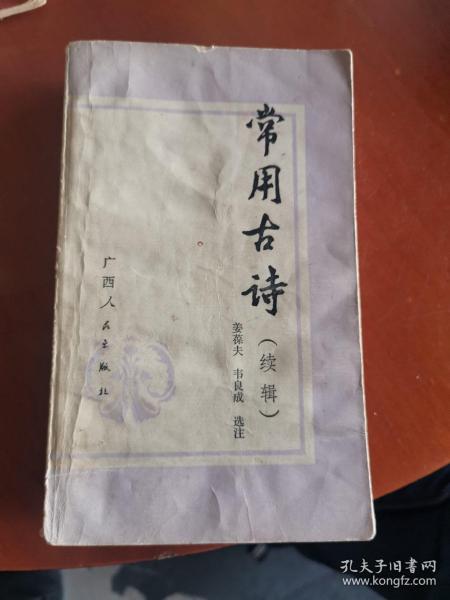 常用古诗
（续辑）
姜葆夫 韦良成 选注
广西人民出版社
孔夫子旧书网
www.kongfz.com